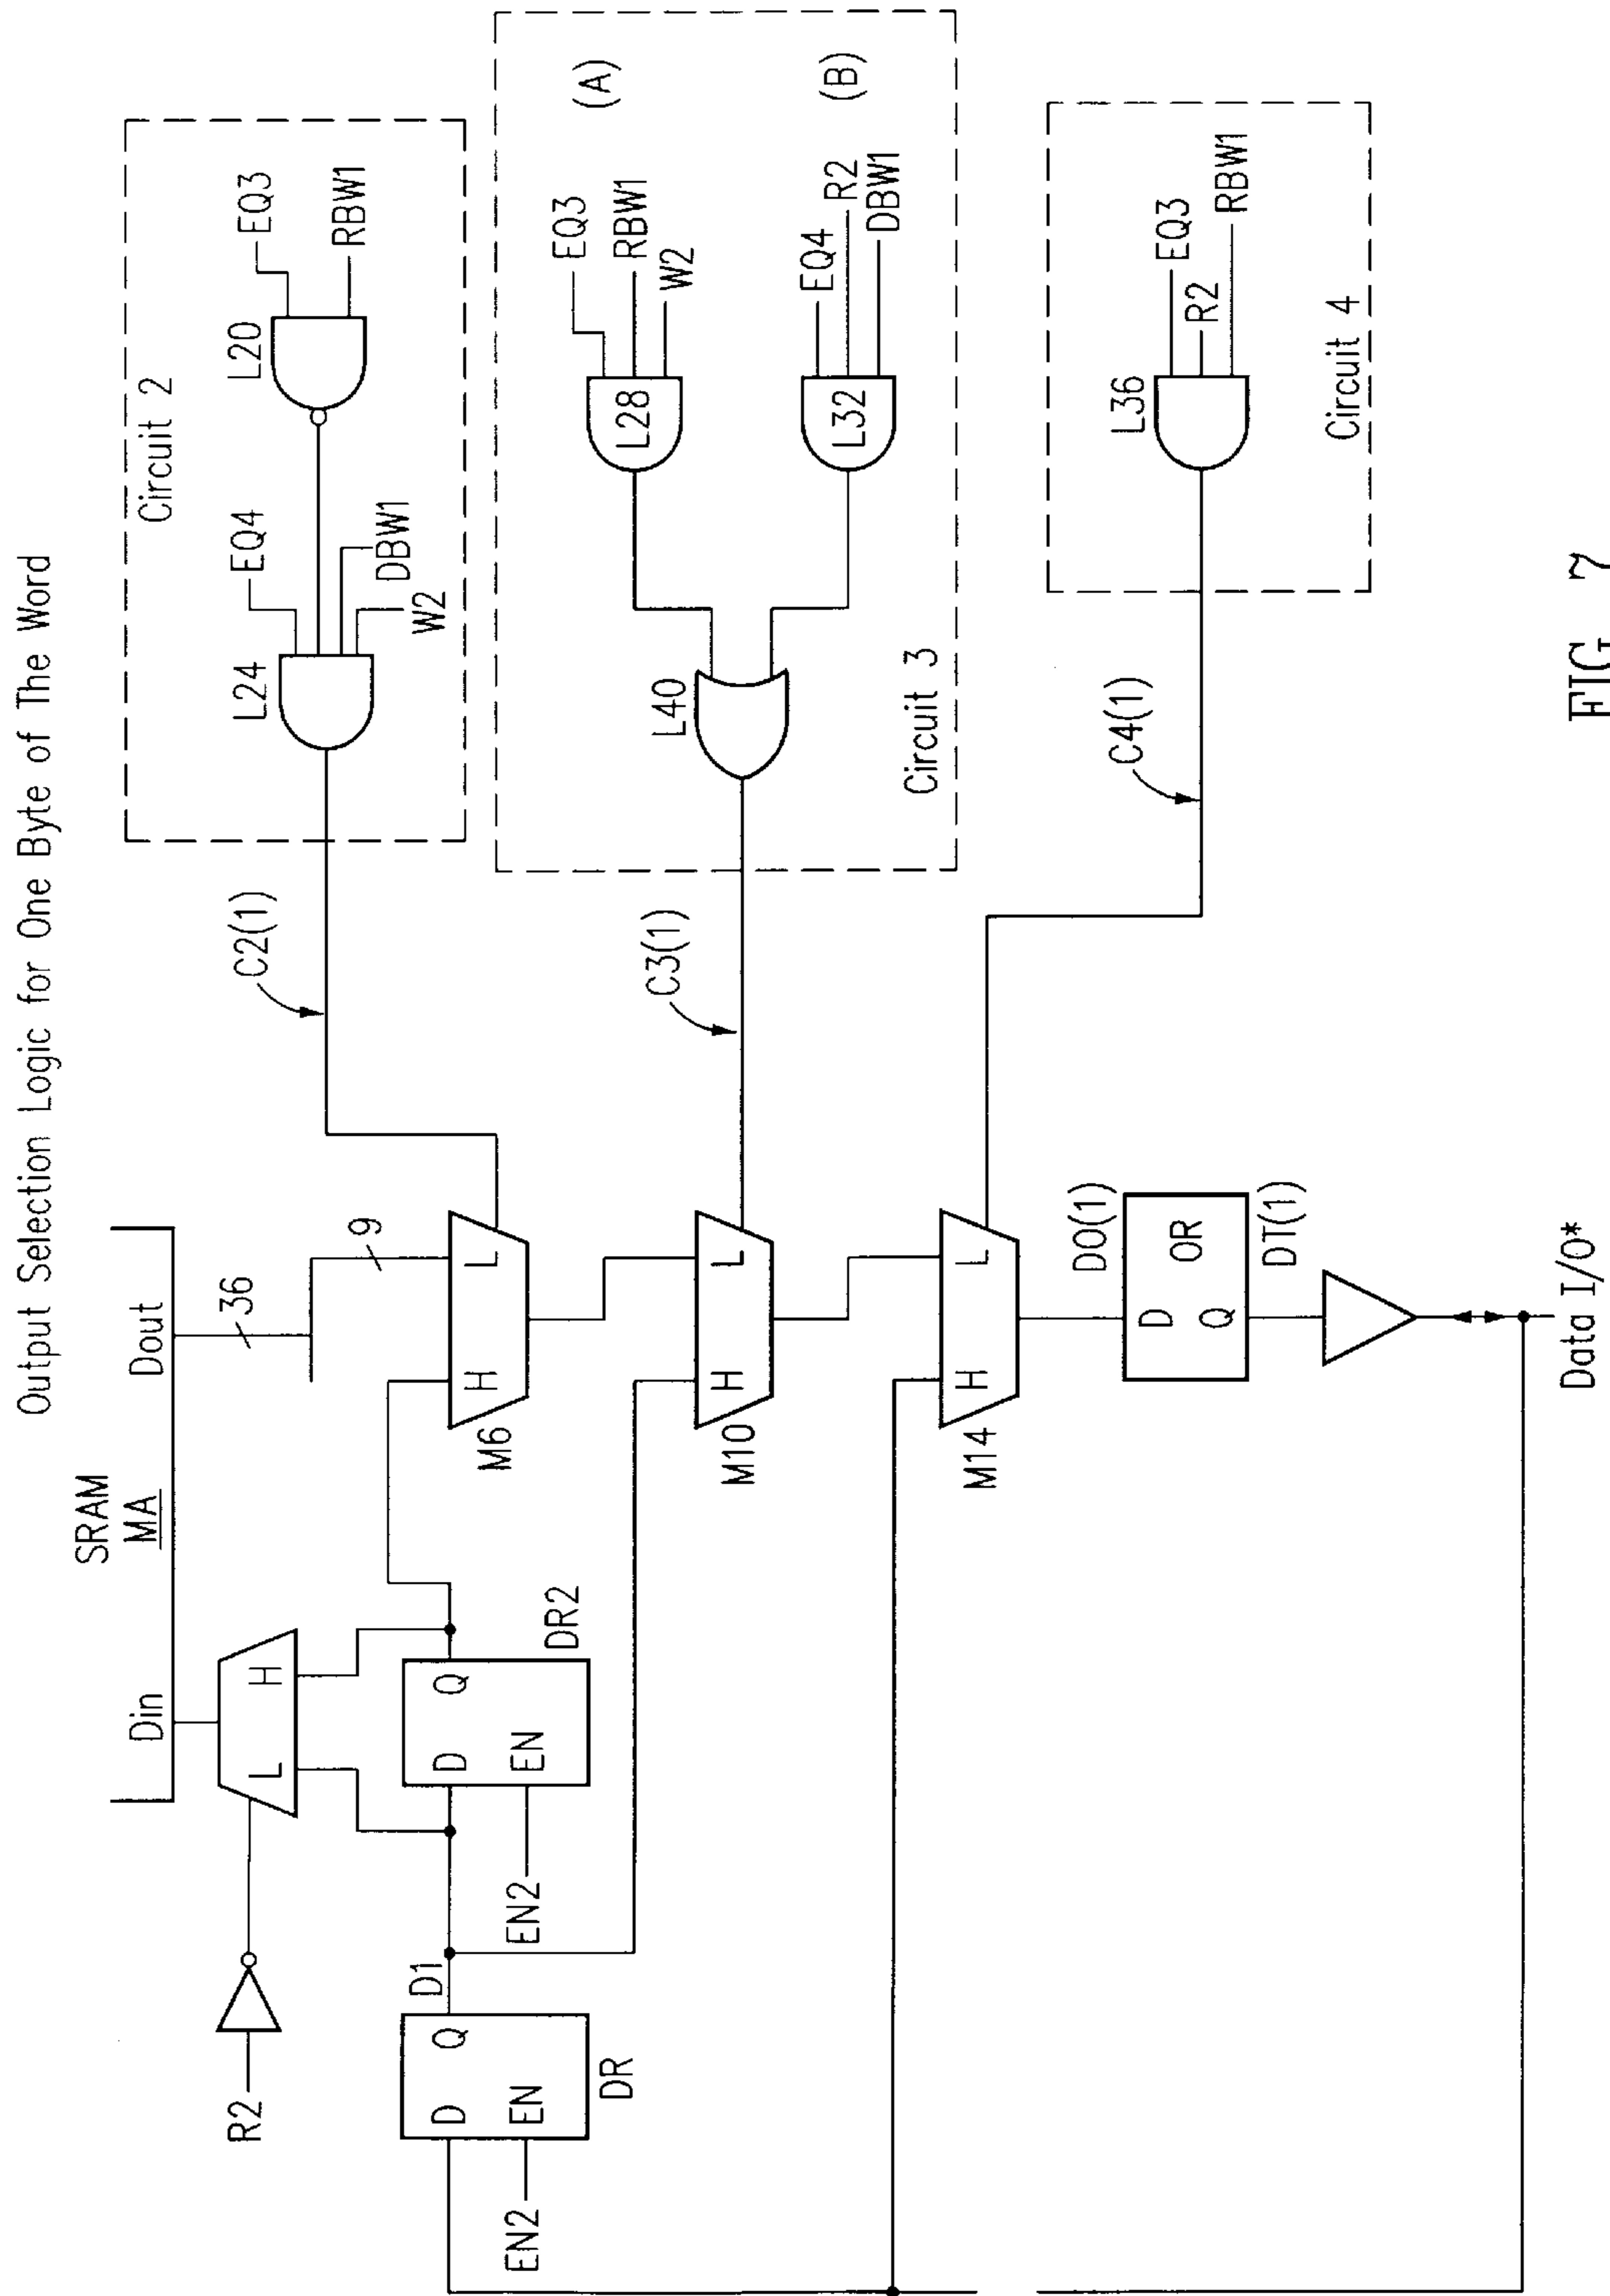 Output Selection Logic for One Byte of The Word
SRAM
MA
Din
Dout
R2
L
H
36
9
D1
D
Q
EN
EN2
DR
D
Q
EN
EN2
DR2
H
L
M6
C2(1)
Circuit 2
L24
EQ4
DBW1
W2
L20
EQ3
RBW1
H
L
M10
C3(1)
Circuit 3
L40
L28
EQ3
RBW1
W2
(A)
L32
EQ4
R2
DBW1
(B)
H
L
M14
C4(1)
Circuit 4
L36
EQ3
R2
RBW1
DO(1)
D
OR
Q
DT(1)
Data I/O*
FIG. 7